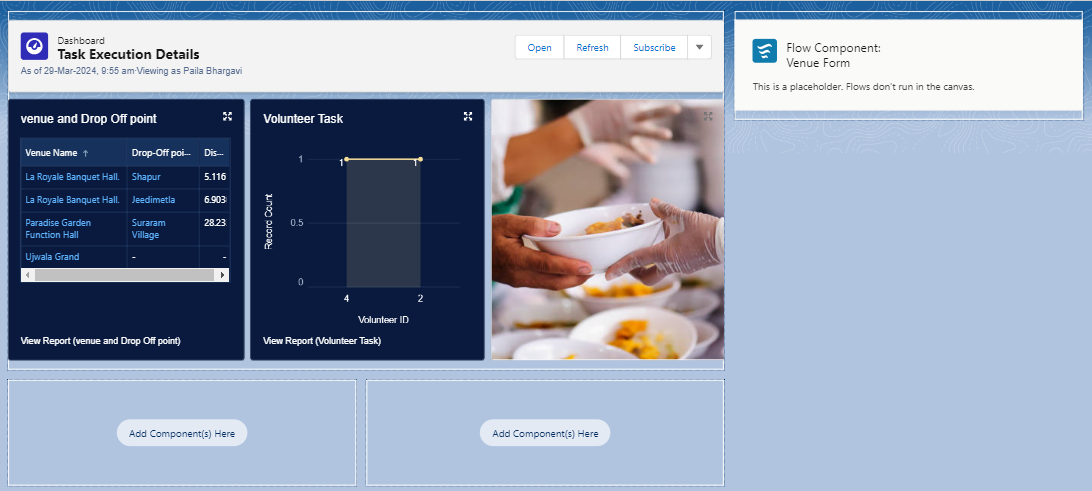 Dashboard
Task Execution Details
As of 29-Mar-2024, 9:55 am·Viewing as Paila Bhargavi
Open
Refresh
Subscribe
Flow Component:
Venue Form
This is a placeholder. Flows don't run in the canvas.
venue and Drop Off point
Venue Name ↑ Drop-Off poi... Dis...
La Royale Banquet Hall. Shapur 5.116
La Royale Banquet Hall. Jeedimetla 6.903
Paradise Garden Suraram 28.23
Function Hall Village
Ujwala Grand - -
View Report (venue and Drop Off point)
Volunteer Task
1
1 1
0.5
0
Record Count
4 2
Volunteer ID
View Report (Volunteer Task)
Add Component(s) Here
Add Component(s) Here